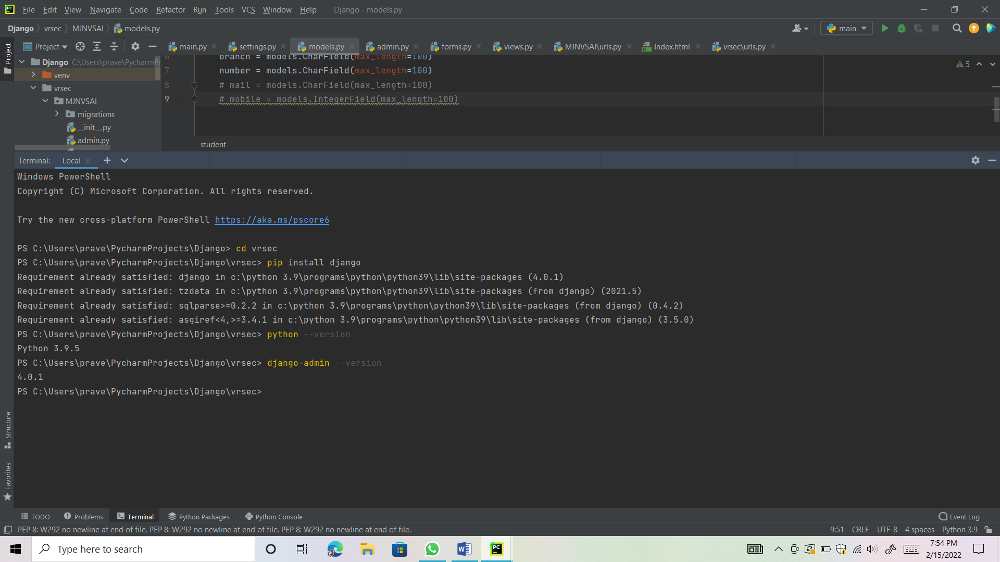 File Edit View Navigate Code Refactor Run Tools VCS Window Help Django - models.py
Django vrsec MJNVSAI models.py main
Project main.py settings.py models.py admin.py forms.py views.py MJNVSAI\urls.py Index.html vrsec\urls.py
Project
Django C:\Users\prave\PycharmPr
venv
vrsec
MJNVSAI
migrations
__init__.py
admin.py
6 branch = models.CharField(max_length=100)
7 number = models.CharField(max_length=100)
8 # mail = models.CharField(max_length=100)
9 # mobile = models.IntegerField(max_length=100)
5
student
Terminal: Local
Windows PowerShell
Copyright (C) Microsoft Corporation. All rights reserved.
Try the new cross-platform PowerShell https://aka.ms/pscore6
PS C:\Users\prave\PycharmProjects\Django> cd vrsec
PS C:\Users\prave\PycharmProjects\Django\vrsec> pip install django
Requirement already satisfied: django in c:\python 3.9\programs\python\python39\lib\site-packages (4.0.1)
Requirement already satisfied: tzdata in c:\python 3.9\programs\python\python39\lib\site-packages (from django) (2021.5)
Requirement already satisfied: sqlparse>=0.2.2 in c:\python 3.9\programs\python\python39\lib\site-packages (from django) (0.4.2)
Requirement already satisfied: asgiref<4,>=3.4.1 in c:\python 3.9\programs\python\python39\lib\site-packages (from django) (3.5.0)
PS C:\Users\prave\PycharmProjects\Django\vrsec> python --version
Python 3.9.5
PS C:\Users\prave\PycharmProjects\Django\vrsec> django-admin --version
4.0.1
PS C:\Users\prave\PycharmProjects\Django\vrsec>
Structure
Favorites
TODO Problems Terminal Python Packages Python Console Event Log
PEP 8: W292 no newline at end of file. PEP 8: W292 no newline at end of file. PEP 8: W292 no newline at end of file. 9:51 CRLF UTF-8 4 spaces Python 3.9
Type here to search
7:54 PM
2/15/2022